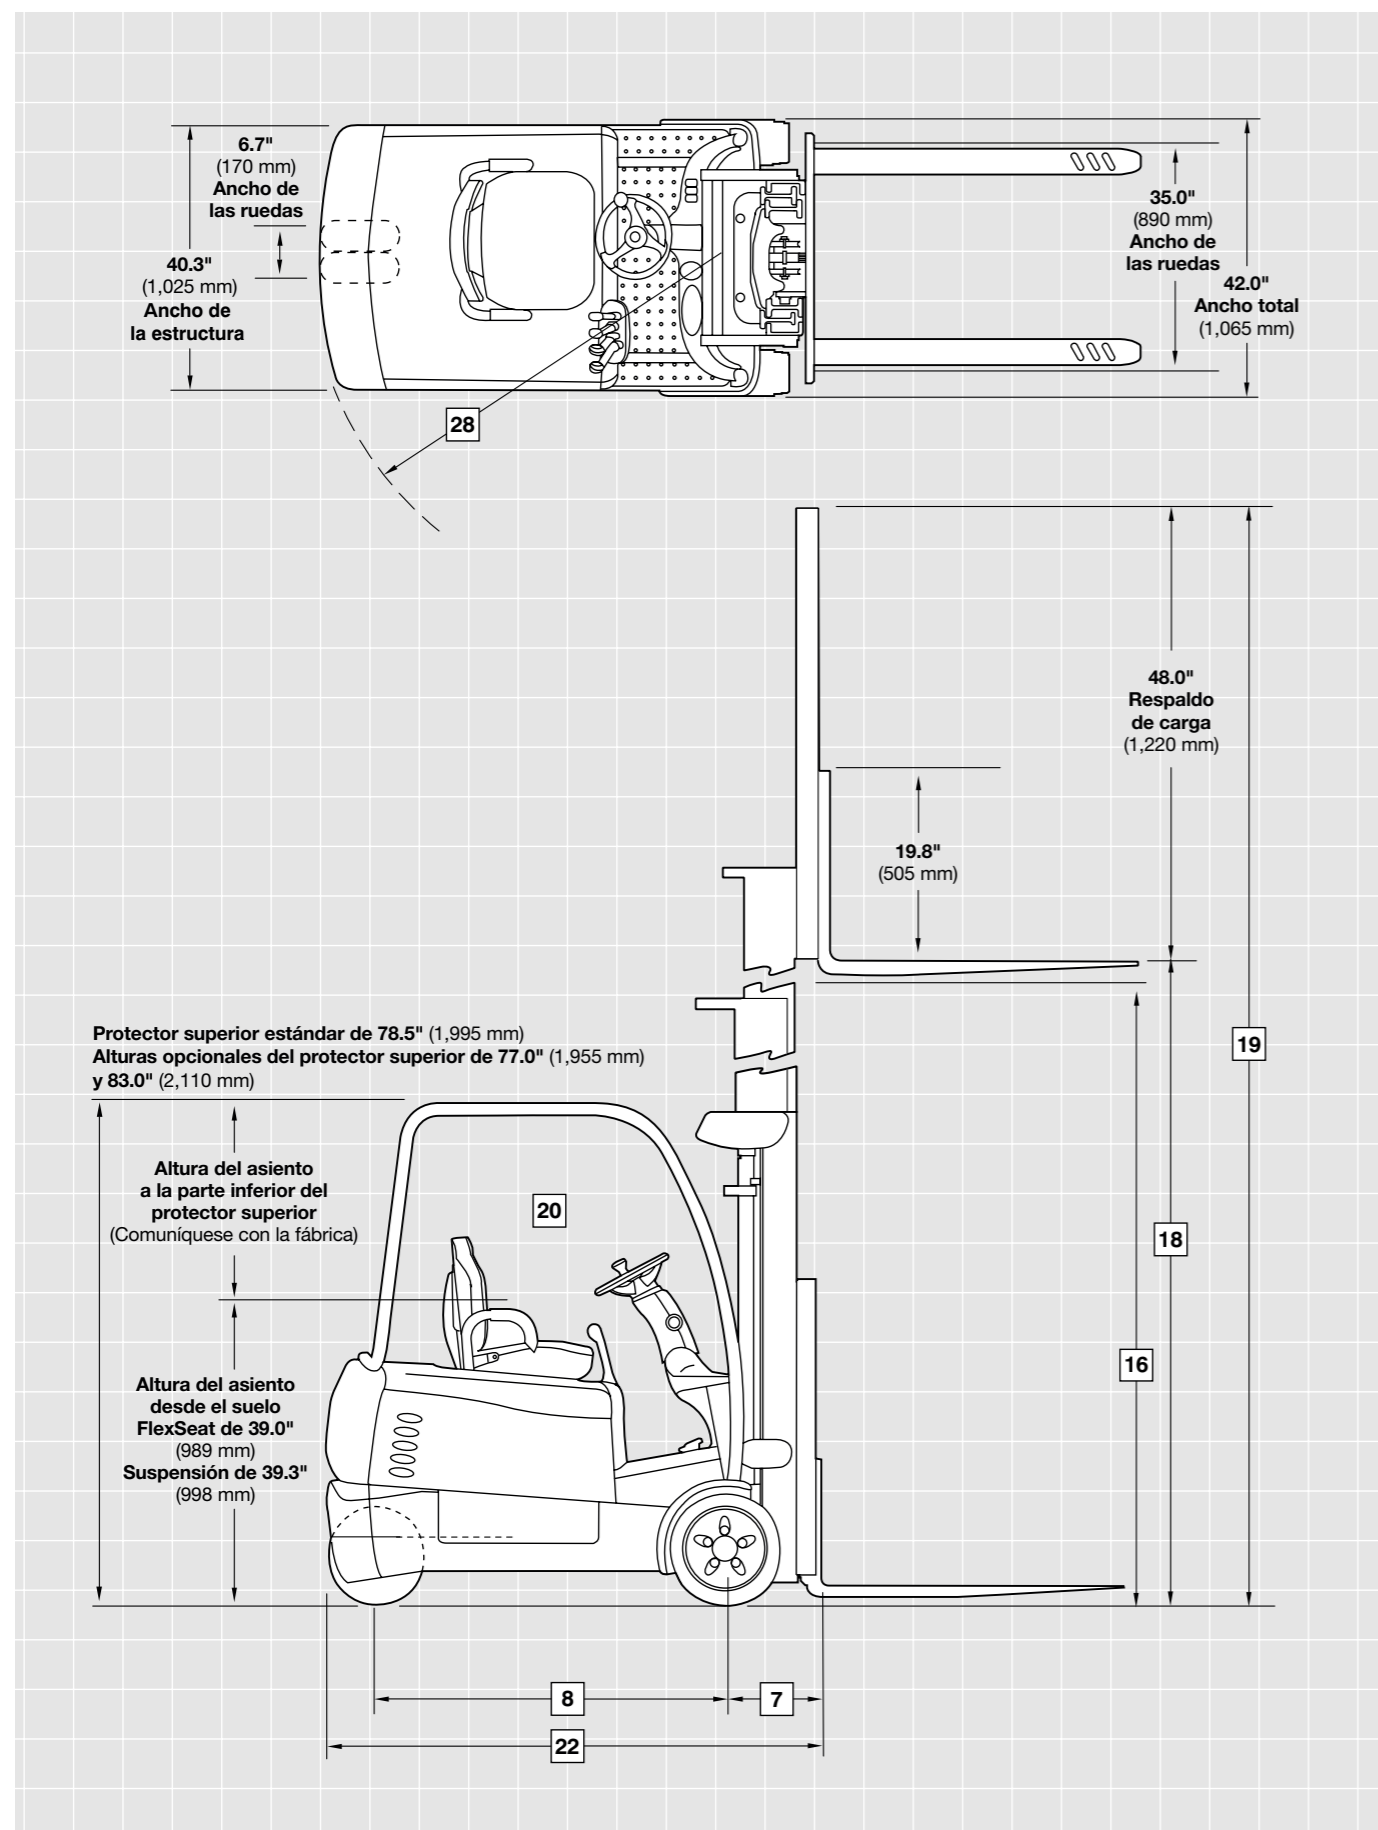 6.7"
(170 mm)
Ancho de
las ruedas
40.3"
(1,025 mm)
Ancho de
la estructura
35.0"
(890 mm)
Ancho de
las ruedas
42.0"
Ancho total
(1,065 mm)
28
48.0"
Respaldo
de carga
(1,220 mm)
19.8"
(505 mm)
Protector superior estándar de 78.5" (1,995 mm)
Alturas opcionales del protector superior de 77.0" (1,955 mm)
y 83.0" (2,110 mm)
19
Altura del asiento
a la parte inferior del
protector superior
(Comuníquese con la fábrica)
20
18
16
Altura del asiento
desde el suelo
FlexSeat de 39.0"
(989 mm)
Suspensión de 39.3"
(998 mm)
8
7
22